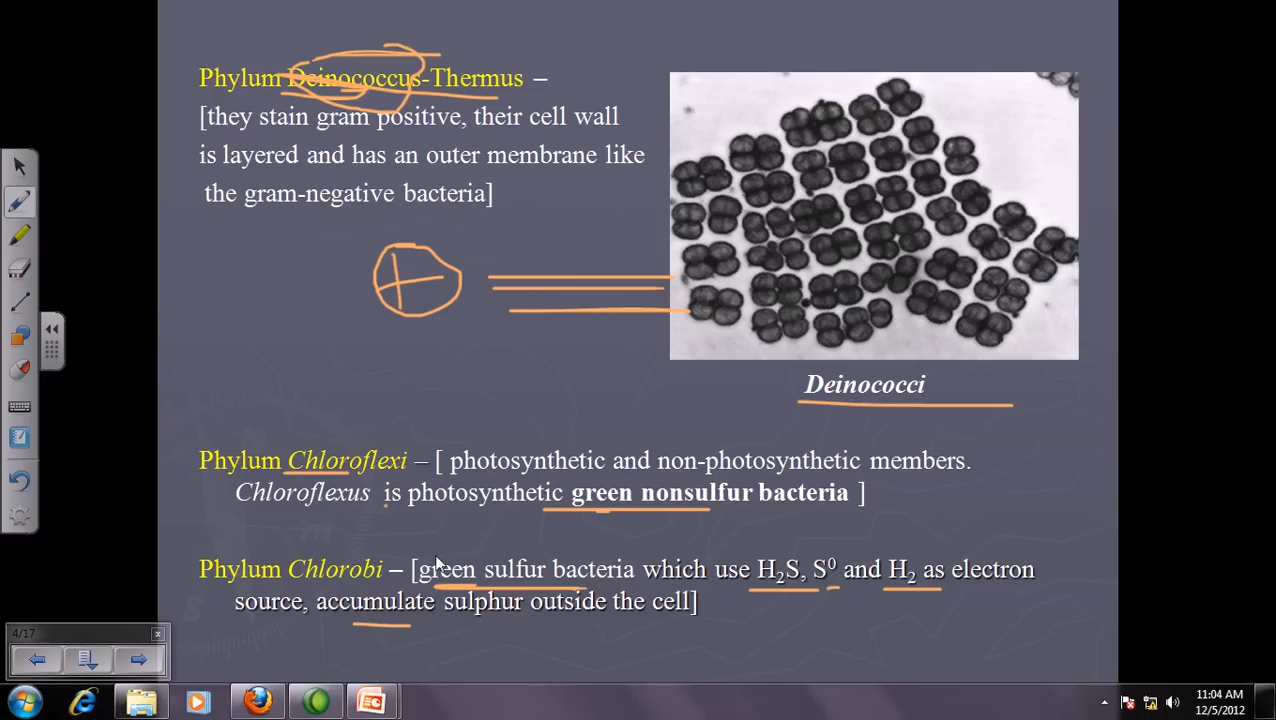 Phylum Deinococcus-Thermus –
[they stain gram positive, their cell wall
is layered and has an outer membrane like
the gram-negative bacteria]
Deinococci
Phylum Chloroflexi – [ photosynthetic and non-photosynthetic members.
Chloroflexus is photosynthetic green nonsulfur bacteria ]
Phylum Chlorobi – [green sulfur bacteria which use H₂S, S⁰ and H₂ as electron
source, accumulate sulphur outside the cell]
4/17
11:04 AM
12/5/2012